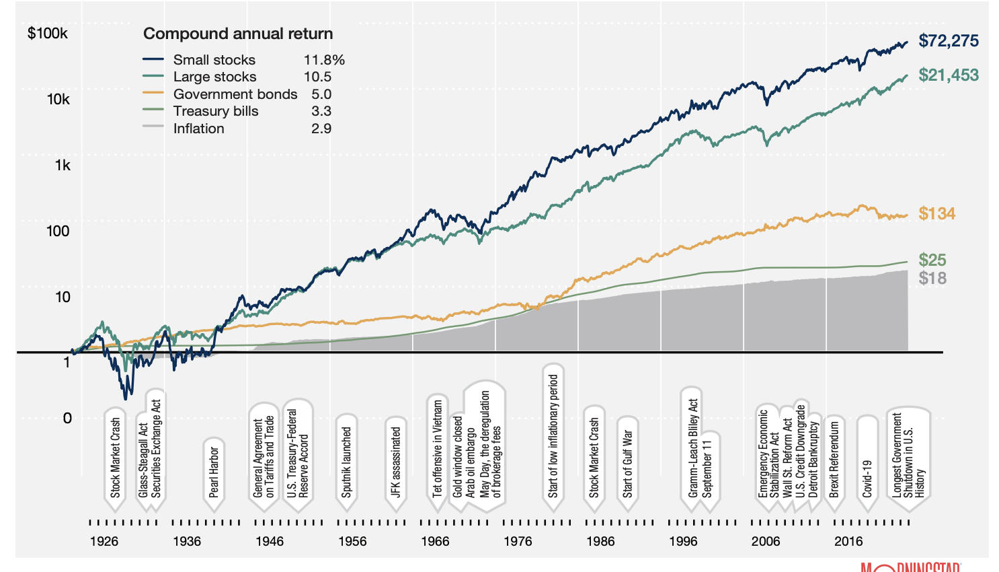 Compound annual return
Small stocks 11.8%
Large stocks 10.5
Government bonds 5.0
Treasury bills 3.3
Inflation 2.9
$100k
10k
1k
100
10
1
0
$72,275
$21,453
$134
$25
$18
Stock Market Crash
Glass-Steagall Act
Securities Exchange Act
Pearl Harbor
General Agreement
on Tariffs and Trade
U.S. Treasury-Federal
Reserve Accord
Sputnik launched
JFK assassinated
Tet offensive in Vietnam
Gold window closed
Arab oil embargo
May Day, the deregulation
of brokerage fees
Start of low inflationary period
Stock Market Crash
Start of Gulf War
Gramm-Leach Bliley Act
September 11
Emergency Economic
Stabilization Act
Wall St. Reform Act
U.S. Credit Downgrade
Detroit Bankruptcy
Brexit Referendum
Covid-19
Longest Government
Shutdown in U.S.
History
1926 1936 1946 1956 1966 1976 1986 1996 2006 2016
MORNINGSTAR